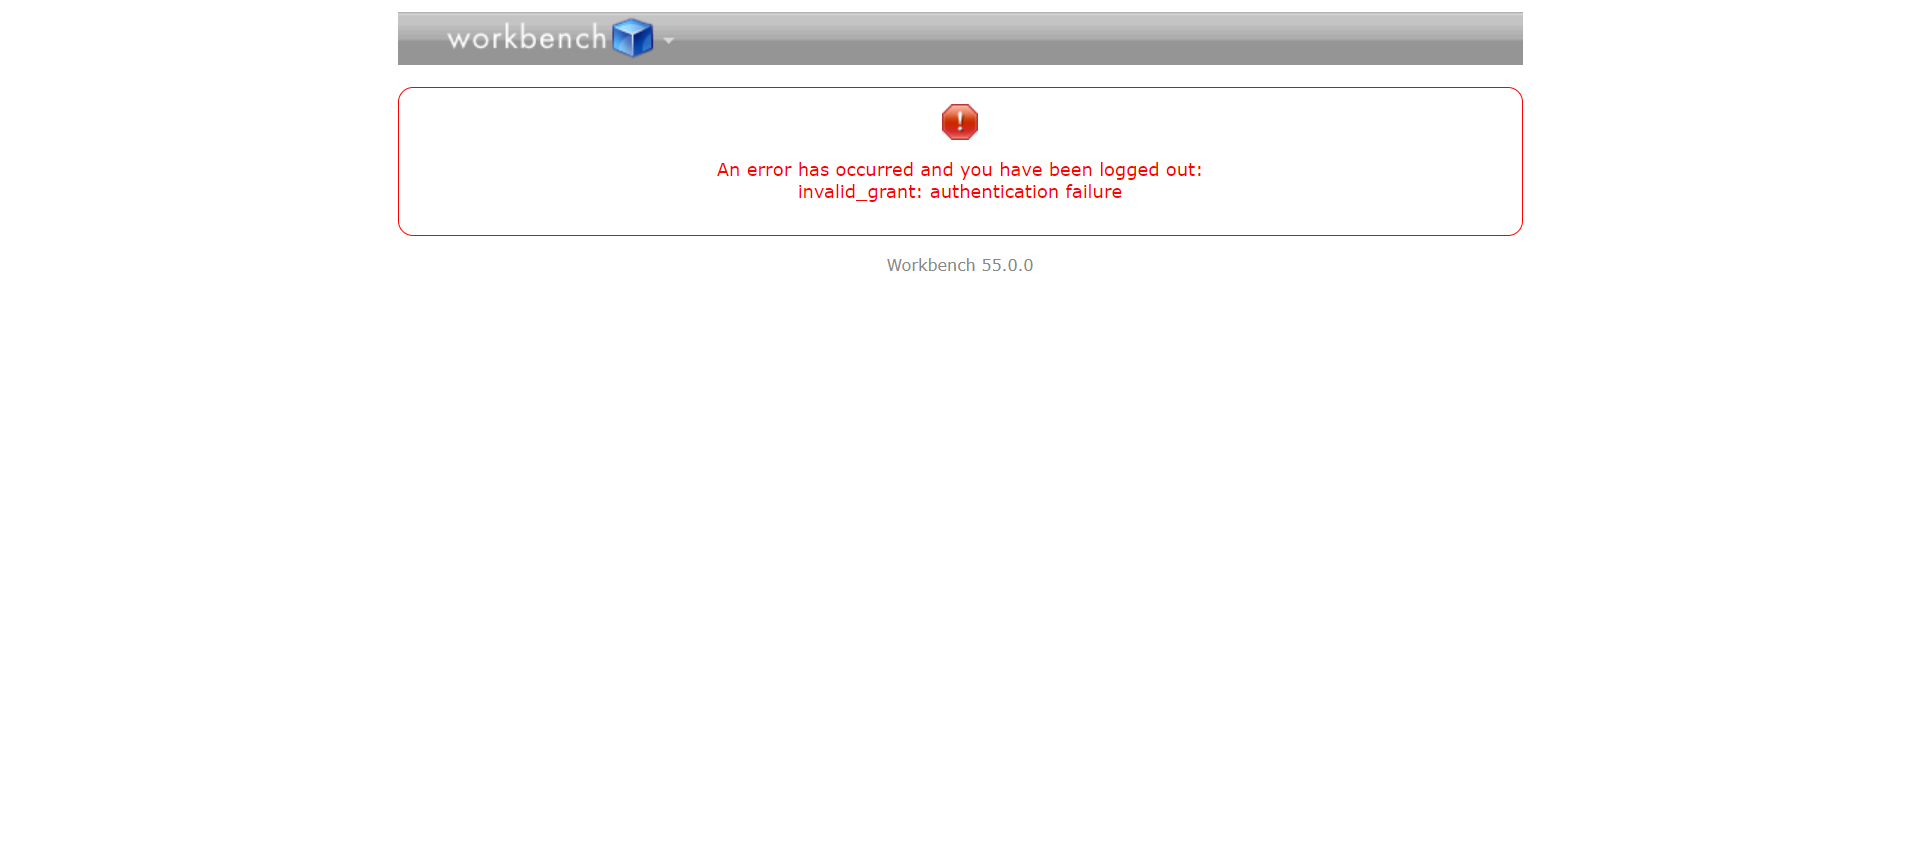 workbench
An error has occurred and you have been logged out:
invalid_grant: authentication failure
Workbench 55.0.0